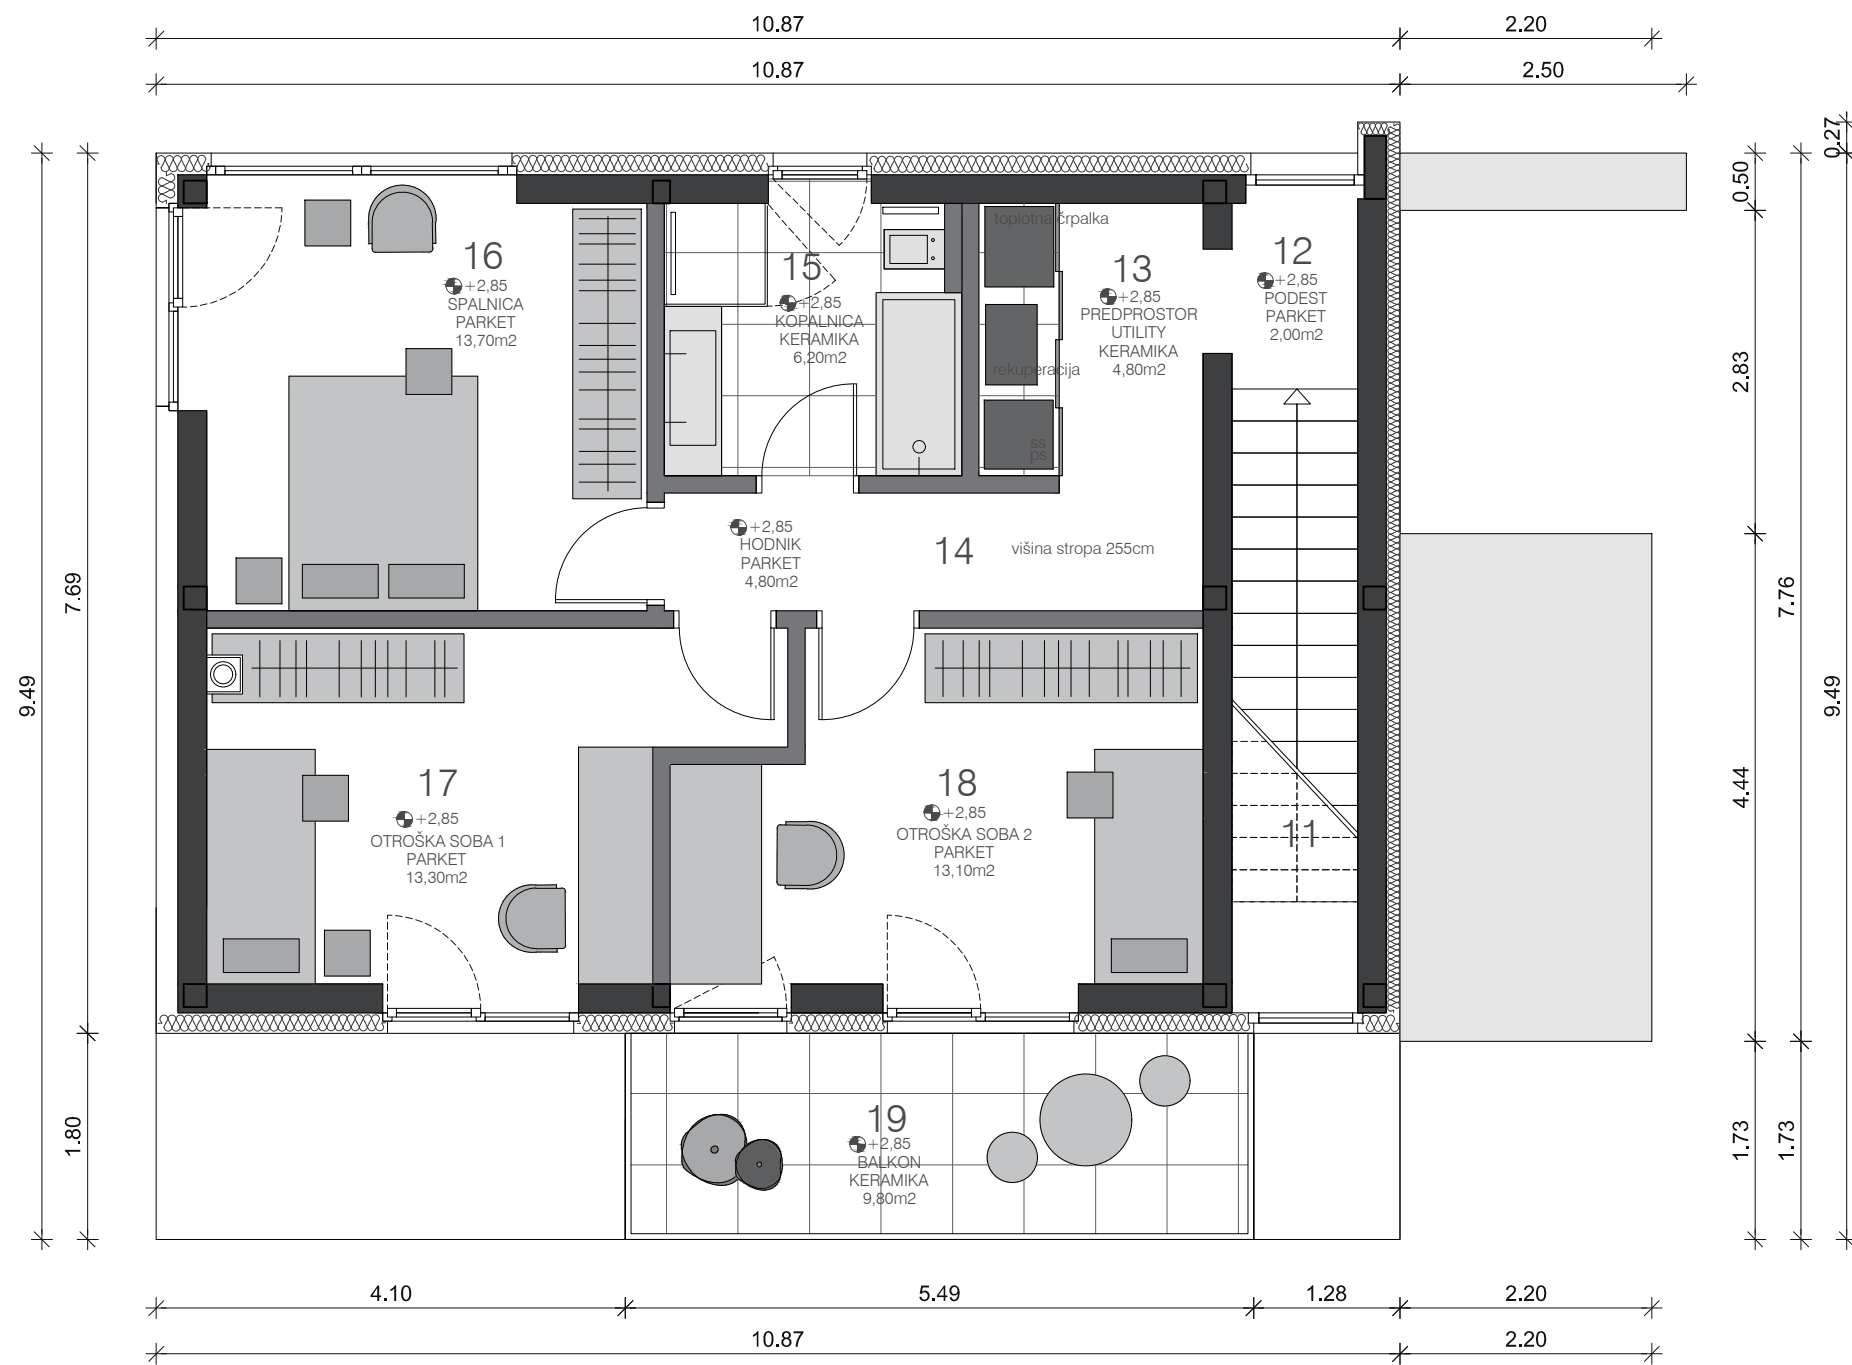 10.87
2.20
10.87
2.50
0.27
0.50
2.83
7.76
4.44
9.49
1.73
1.73
9.49
7.69
1.80
16
+2,85
SPALNICA
PARKET
13,70m2
15
+2,85
KOPALNICA
KERAMIKA
6,20m2
toplotna črpalka
rekuperacija
ss
ps
13
+2,85
PREDPROSTOR
UTILITY
KERAMIKA
4,80m2
12
+2,85
PODEST
PARKET
2,00m2
+2,85
HODNIK
PARKET
4,80m2
14
višina stropa 255cm
17
+2,85
OTROŠKA SOBA 1
PARKET
13,30m2
18
+2,85
OTROŠKA SOBA 2
PARKET
13,10m2
11
19
+2,85
BALKON
KERAMIKA
9,80m2
4.10
5.49
1.28
2.20
10.87
2.20